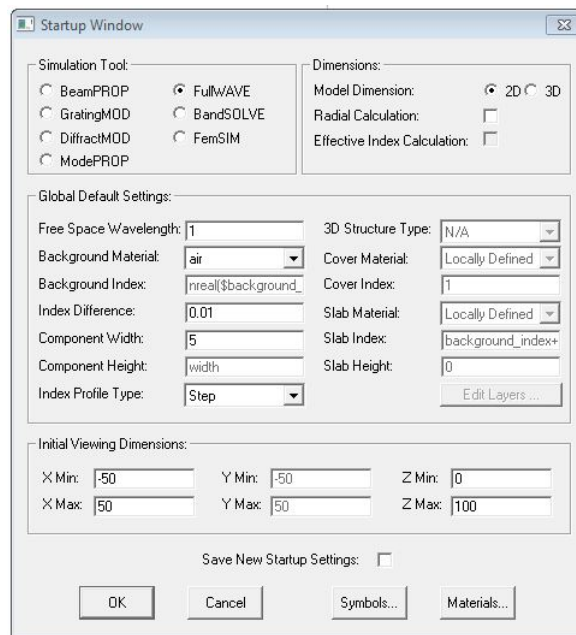 Startup Window
Simulation Tool:
BeamPROP
FullWAVE
GratingMOD
BandSOLVE
DiffractMOD
FemSIM
ModePROP
Dimensions:
Model Dimension: 2D 3D
Radial Calculation:
Effective Index Calculation:
Global Default Settings:
Free Space Wavelength: 1
3D Structure Type: N/A
Background Material: air
Cover Material: Locally Defined
Background Index: nreal($background_
Cover Index: 1
Index Difference: 0.01
Slab Material: Locally Defined
Component Width: 5
Slab Index: background_index+
Component Height: width
Slab Height: 0
Index Profile Type: Step
Edit Layers ...
Initial Viewing Dimensions:
X Min: -50 Y Min: -50 Z Min: 0
X Max: 50 Y Max: 50 Z Max: 100
Save New Startup Settings:
OK Cancel Symbols... Materials...